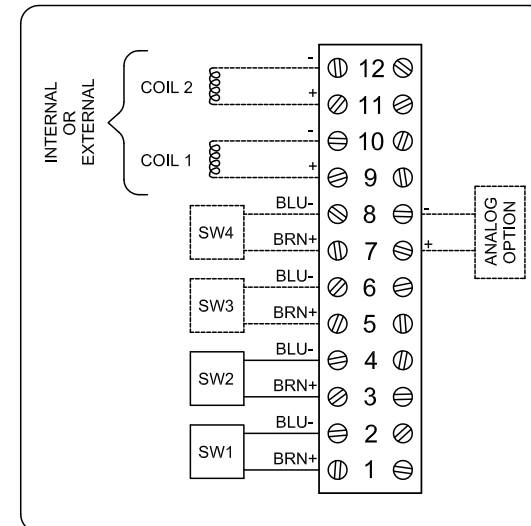 INTERNAL
OR
EXTERNAL
COIL 2
-
+
COIL 1
-
+
12
11
10
9
8
7
6
5
4
3
2
1
SW4
BLU-
BRN+
SW3
BLU-
BRN+
SW2
BLU-
BRN+
SW1
BLU-
BRN+
-
+
ANALOG
OPTION